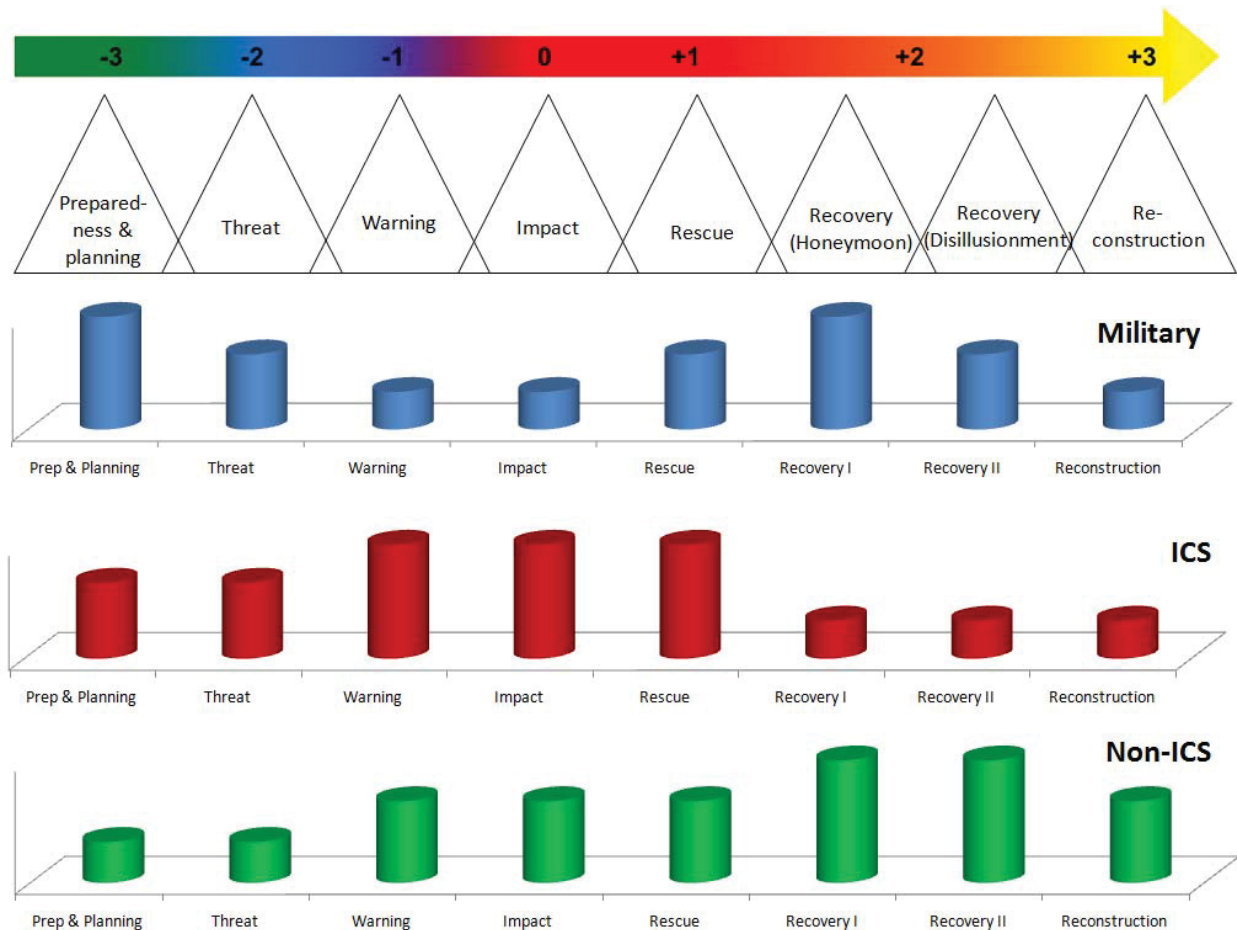 -3 -2 -1 0 +1 +2 +3
Prepared-
ness &
planning
Threat
Warning
Impact
Rescue
Recovery
(Honeymoon)
Recovery
(Disillusionment)
Re-
construction
Military
Prep & Planning Threat Warning Impact Rescue Recovery I Recovery II Reconstruction
ICS
Prep & Planning Threat Warning Impact Rescue Recovery I Recovery II Reconstruction
Non-ICS
Prep & Planning Threat Warning Impact Rescue Recovery I Recovery II Reconstruction